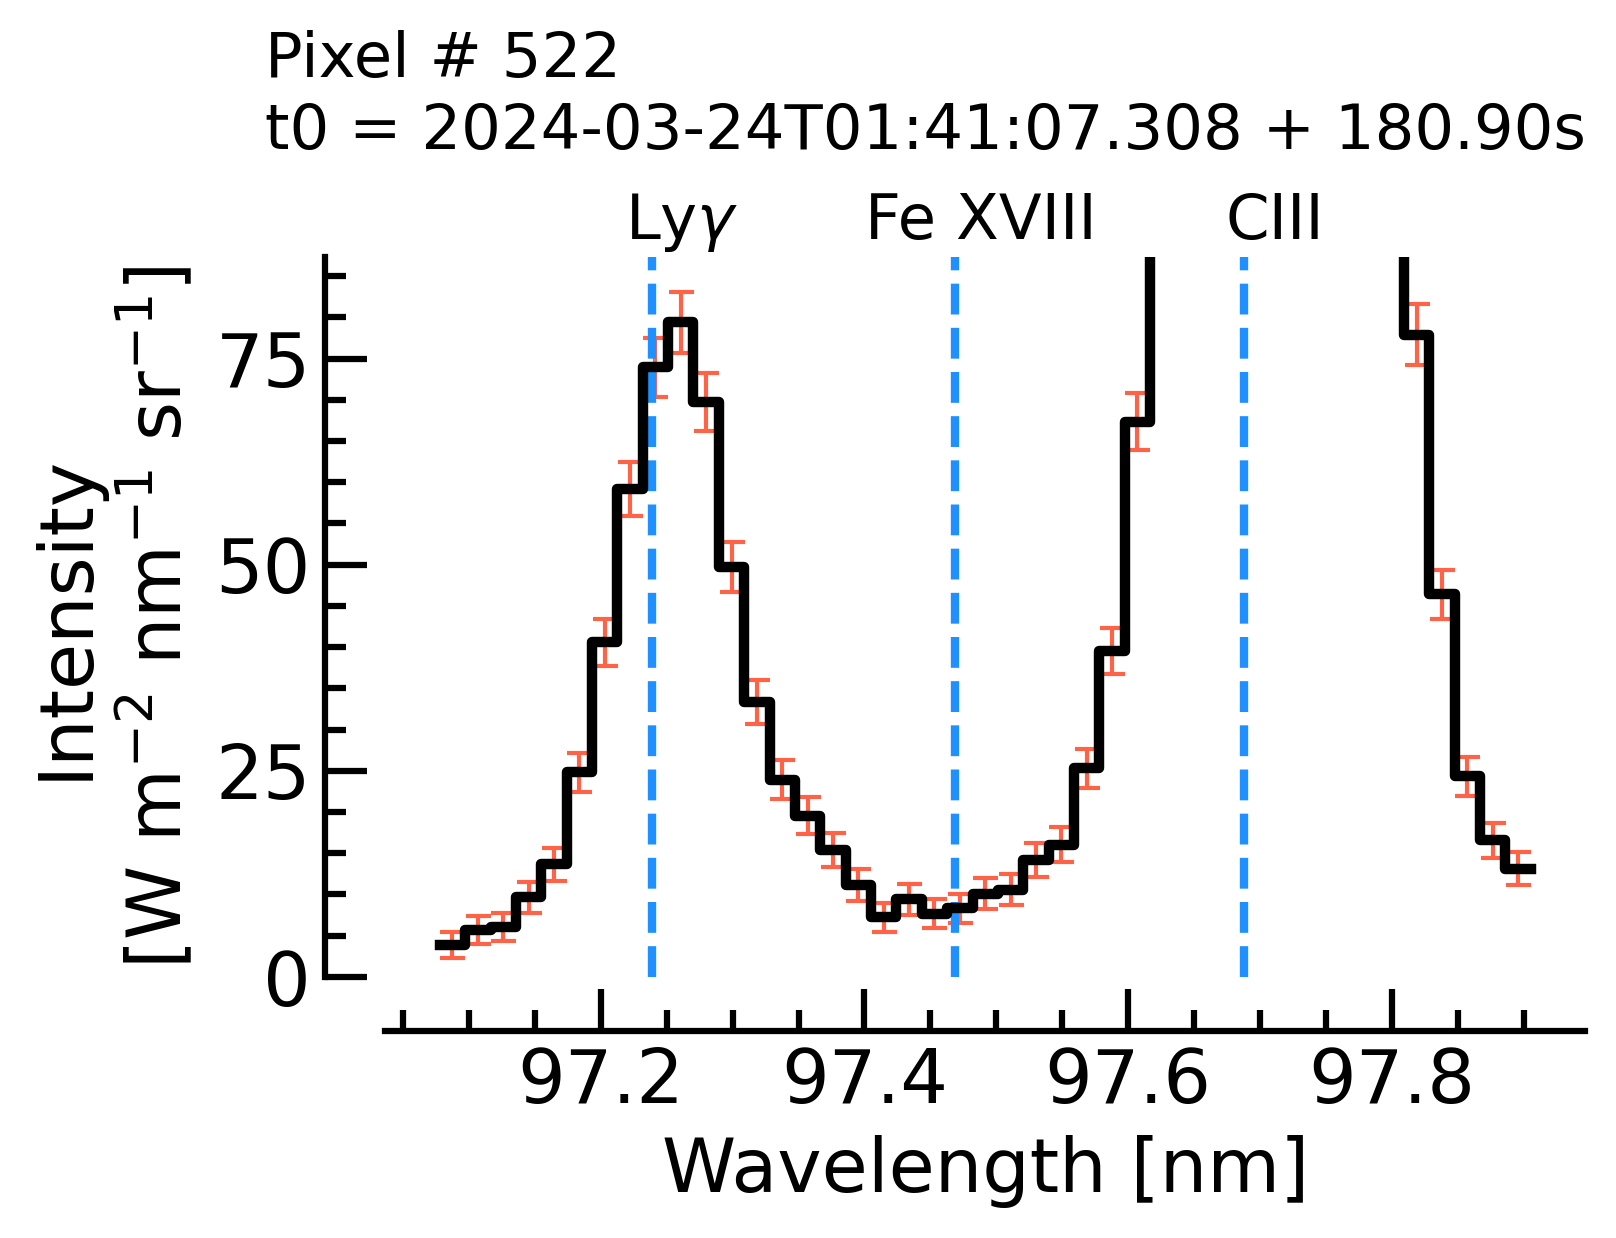 Pixel # 522
t0 = 2024-03-24T01:41:07.308 + 180.90s
Lyγ Fe XVIII CIII
Intensity
[W m⁻² nm⁻¹ sr⁻¹]
75
50
25
0
97.2 97.4 97.6 97.8
Wavelength [nm]